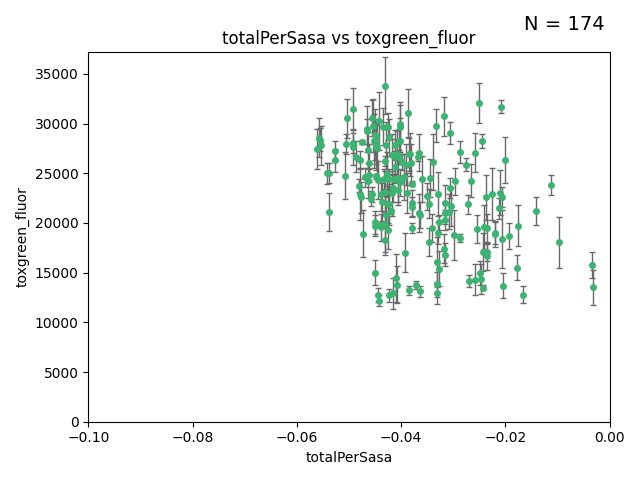 N = 174
totalPerSasa vs toxgreen_fluor
toxgreen_fluor
35000
30000
25000
20000
15000
10000
5000
0
−0.10 −0.08 −0.06 −0.04 −0.02 0.00
totalPerSasa